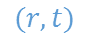 (r, t)